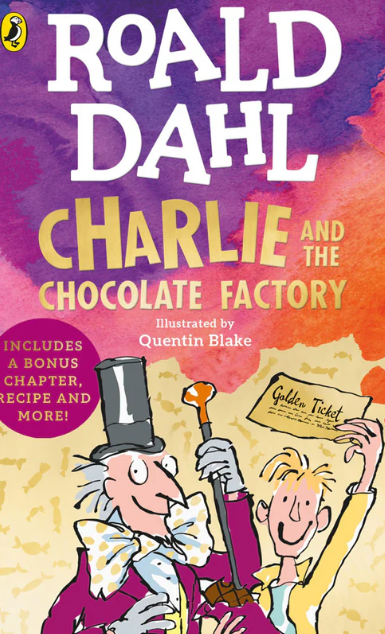 ROALD
DAHL
CHARLIE AND
THE
CHOCOLATE FACTORY
Illustrated by
Quentin Blake
INCLUDES
A BONUS
CHAPTER,
RECIPE AND
MORE!
Golden Ticket